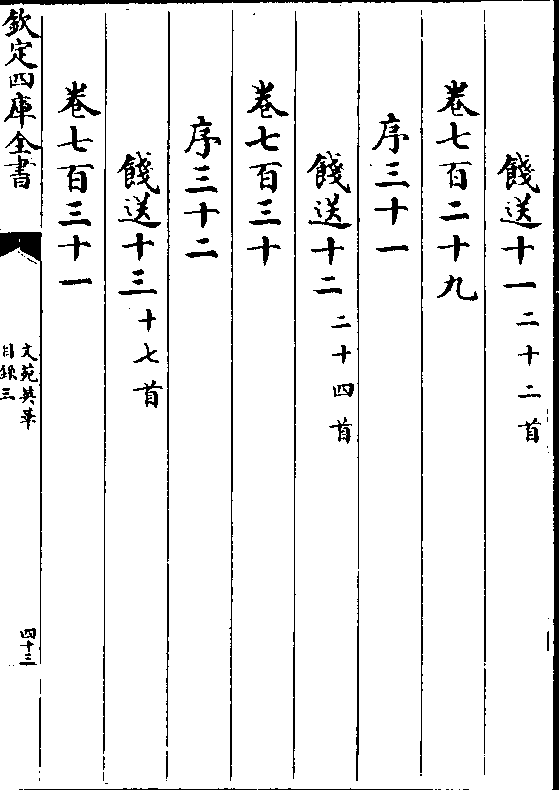 餞送十一二十二首
卷七百二十九
序三十一
餞送十二二十四首
卷七百三十
序三十二
餞送十三十七首
卷七百三十一
欽定四庫全書
文苑英華
目錄三
四十三